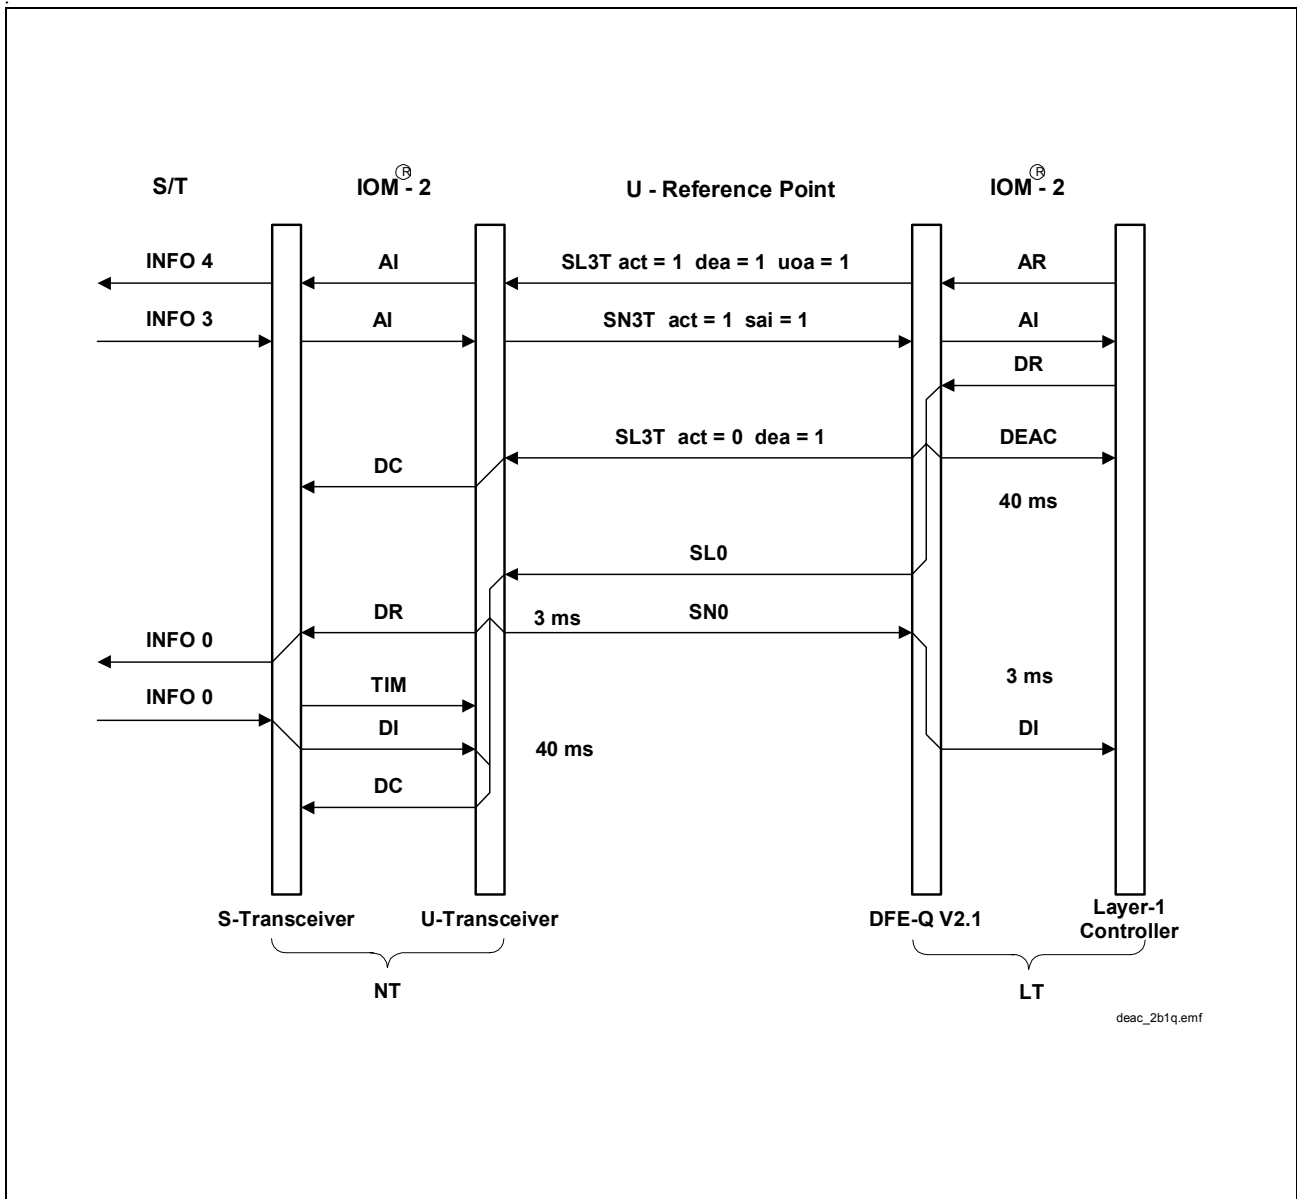 S/T IOM®- 2 U - Reference Point IOM®- 2
INFO 4 AI SL3T act = 1 dea = 1 uoa = 1 AR
INFO 3 AI SN3T act = 1 sai = 1 AI
DR
SL3T act = 0 dea = 1 DEAC
DC
40 ms
SL0
DR 3 ms SN0
INFO 0
3 ms
INFO 0 TIM
DI 40 ms DI
DC
S-Transceiver U-Transceiver DFE-Q V2.1 Layer-1
Controller
NT LT
deac_2b1q.emf